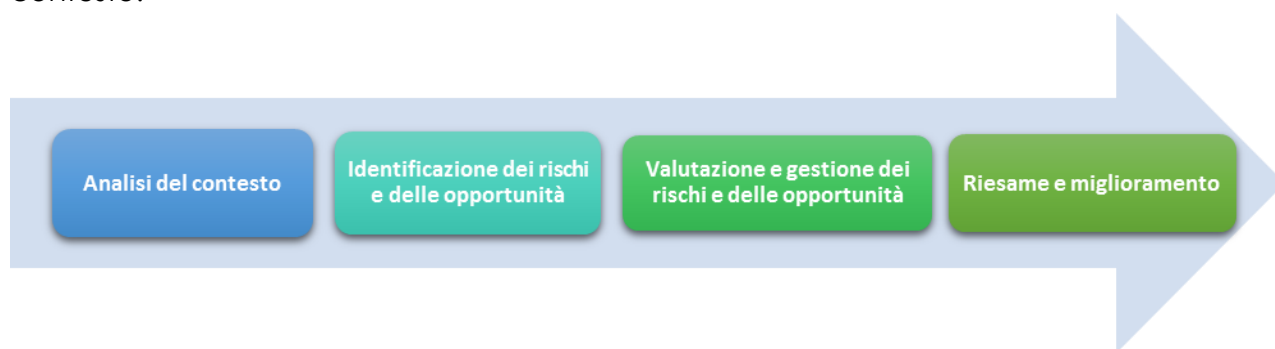 Analisi del contesto
Identificazione dei rischi
e delle opportunità
Valutazione e gestione dei
rischi e delle opportunità
Riesame e miglioramento